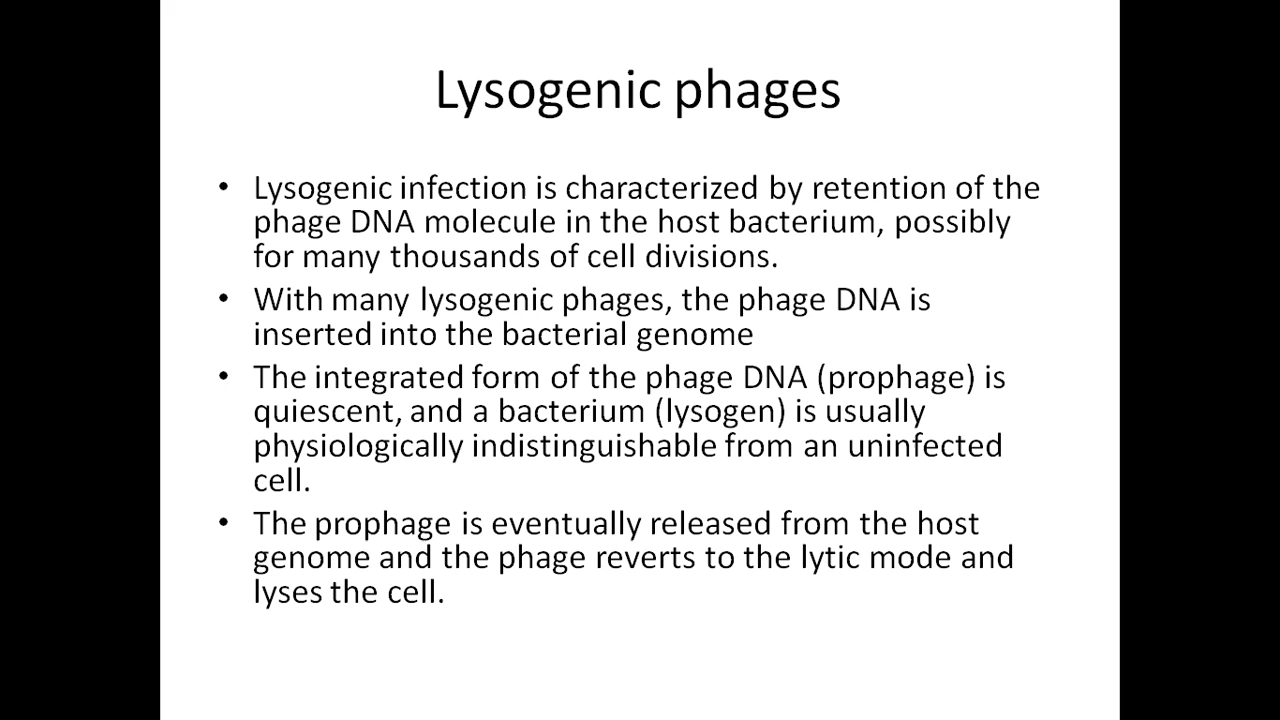 Lysogenic phages
• Lysogenic infection is characterized by retention of the
phage DNA molecule in the host bacterium, possibly
for many thousands of cell divisions.
• With many lysogenic phages, the phage DNA is
inserted into the bacterial genome
• The integrated form of the phage DNA (prophage) is
quiescent, and a bacterium (lysogen) is usually
physiologically indistinguishable from an uninfected
cell.
• The prophage is eventually released from the host
genome and the phage reverts to the lytic mode and
lyses the cell.